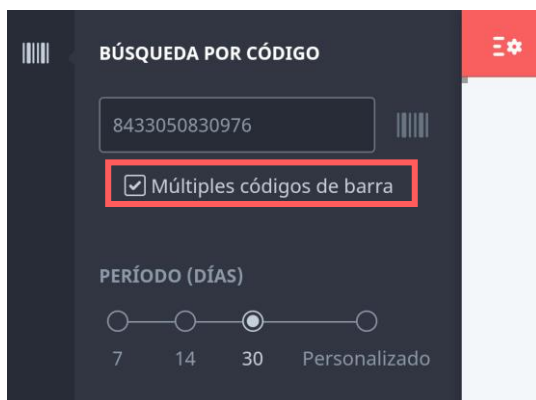 BÚSQUEDA POR CÓDIGO
8433050830976
Múltiples códigos de barra
PERÍODO (DÍAS)
7 14 30 Personalizado